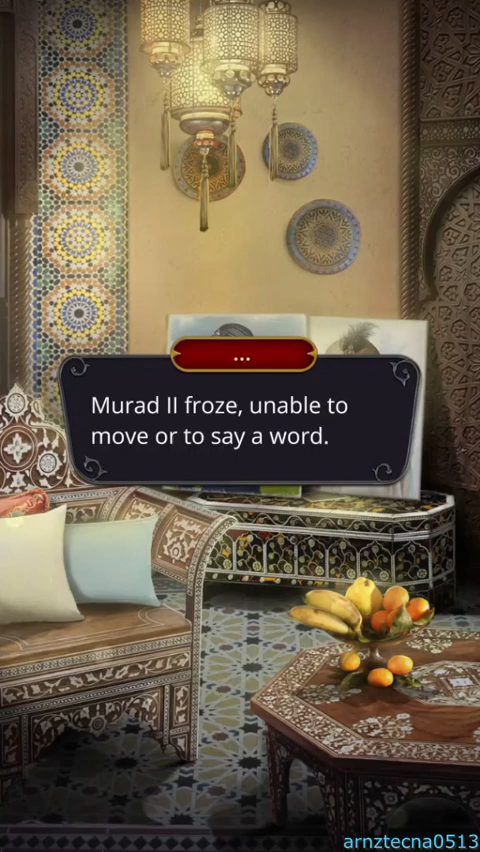 ...
Murad II froze, unable to
move or to say a word.
arnztecna0513